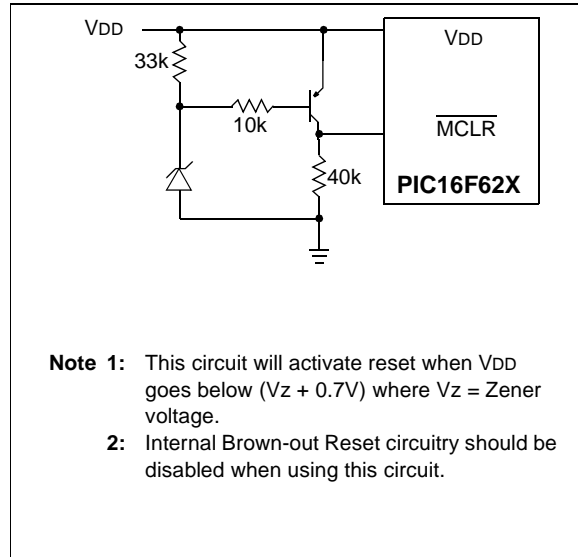 VDD
VDD
33k
10k
MCLR
40k
PIC16F62X
Note 1: This circuit will activate reset when VDD
goes below (Vz + 0.7V) where Vz = Zener
voltage.
2: Internal Brown-out Reset circuitry should be
disabled when using this circuit.